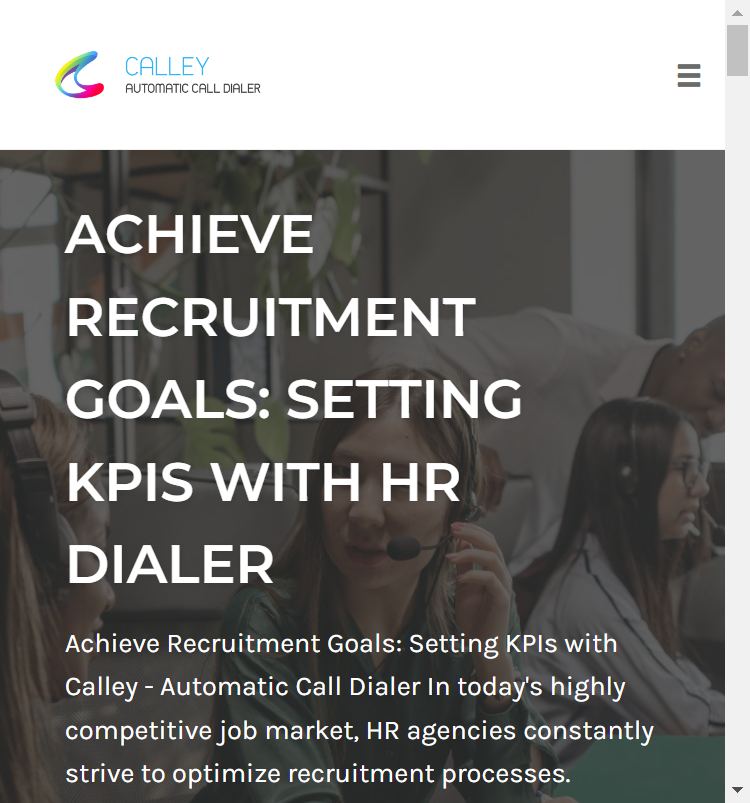 CALLEY
AUTOMATIC CALL DIALER
ACHIEVE
RECRUITMENT
GOALS: SETTING
KPIS WITH HR
DIALER
Achieve Recruitment Goals: Setting KPIs with
Calley - Automatic Call Dialer In today's highly
competitive job market, HR agencies constantly
strive to optimize recruitment processes.